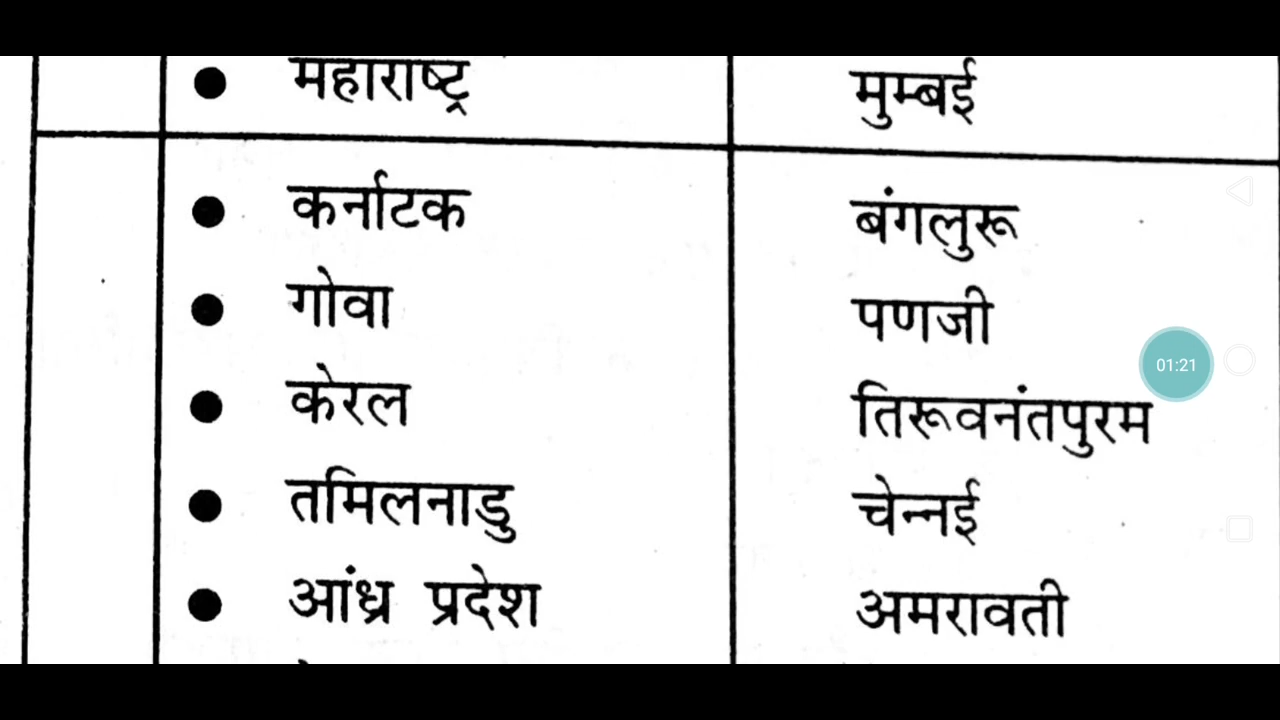 महाराष्ट्र मुम्बई
कर्नाटक बंगलुरू
गोवा पणजी
केरल तिरूवनंतपुरम
तमिलनाडु चेन्नई
आंध्र प्रदेश अमरावती
01:21